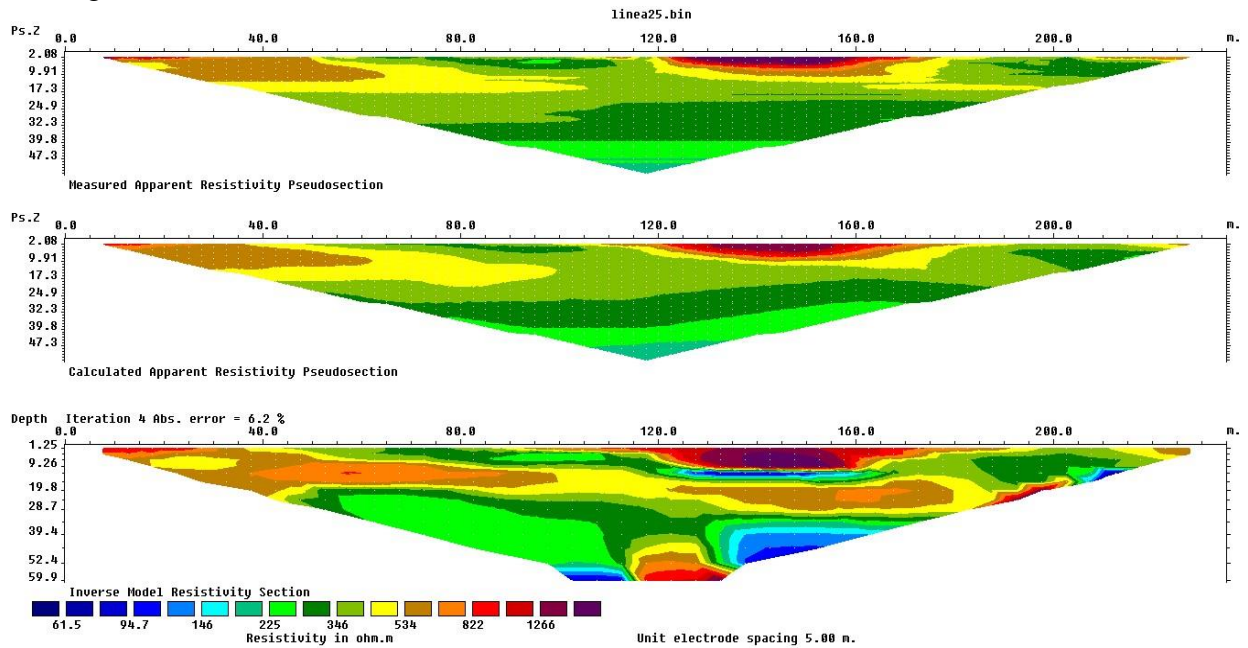 linea25.bin
Ps.Z 0.0 40.0 80.0 120.0 160.0 200.0 m.
2.08
9.91
17.3
24.9
32.3
39.8
47.3
Measured Apparent Resistivity Pseudosection
Ps.Z 0.0 40.0 80.0 120.0 160.0 200.0 m.
2.08
9.91
17.3
24.9
32.3
39.8
47.3
Calculated Apparent Resistivity Pseudosection
Depth Iteration 4 Abs. error = 6.2 %
0.0 40.0 80.0 120.0 160.0 200.0 m.
1.25
9.26
19.8
28.7
39.4
52.4
59.9
Inverse Model Resistivity Section
61.5 94.7 146 225 346 534 822 1266
Resistivity in ohm.m Unit electrode spacing 5.00 m.